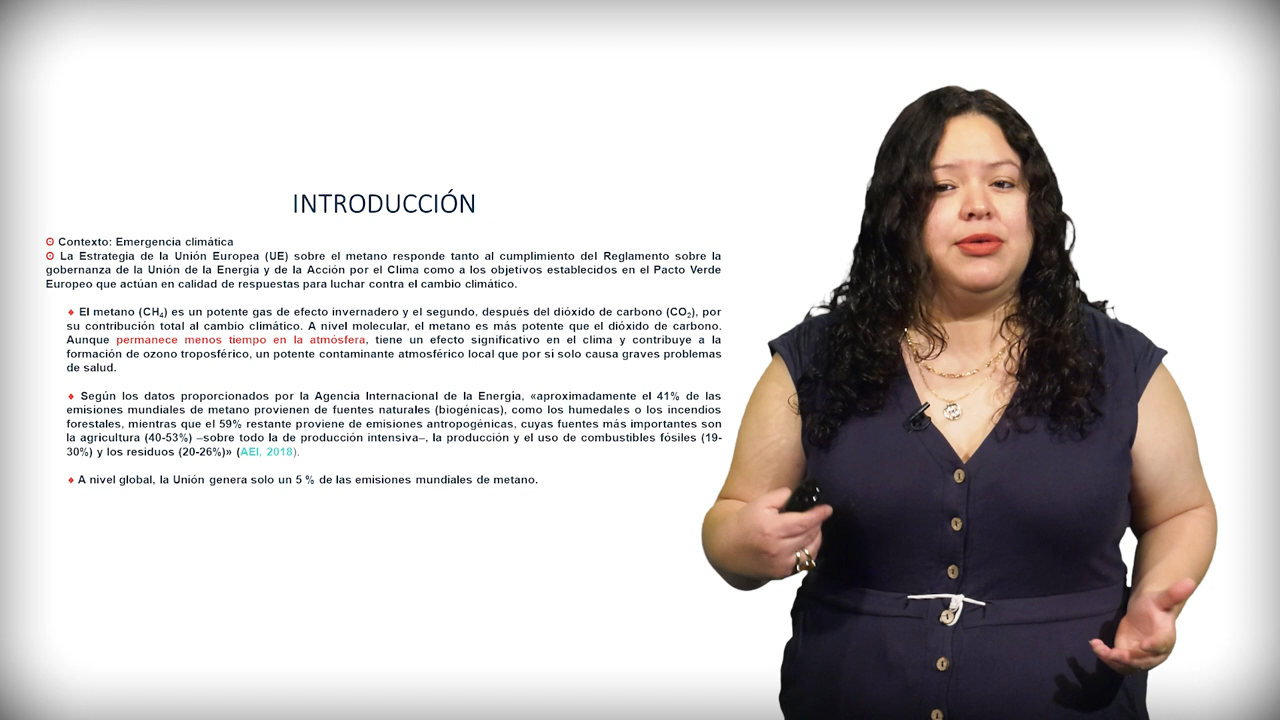 INTRODUCCIÓN
Contexto: Emergencia climática
La Estrategia de la Unión Europea (UE) sobre el metano responde tanto al cumplimiento del Reglamento sobre la
gobernanza de la Unión de la Energía y de la Acción por el Clima como a los objetivos establecidos en el Pacto Verde
Europeo que actúan en calidad de respuestas para luchar contra el cambio climático.
♦ El metano (CH₄) es un potente gas de efecto invernadero y el segundo, después del dióxido de carbono (CO₂), por
su contribución total al cambio climático. A nivel molecular, el metano es más potente que el dióxido de carbono.
Aunque permanece menos tiempo en la atmósfera, tiene un efecto significativo en el clima y contribuye a la
formación de ozono troposférico, un potente contaminante atmosférico local que por sí solo causa graves problemas
de salud.
♦ Según los datos proporcionados por la Agencia Internacional de la Energía, «aproximadamente el 41% de las
emisiones mundiales de metano provienen de fuentes naturales (biogénicas), como los humedales o los incendios
forestales, mientras que el 59% restante proviene de emisiones antropogénicas, cuyas fuentes más importantes son
la agricultura (40-53%) –sobre todo la de producción intensiva–, la producción y el uso de combustibles fósiles (19-
30%) y los residuos (20-26%)» (AEI, 2018).
♦ A nivel global, la Unión genera solo un 5 % de las emisiones mundiales de metano.